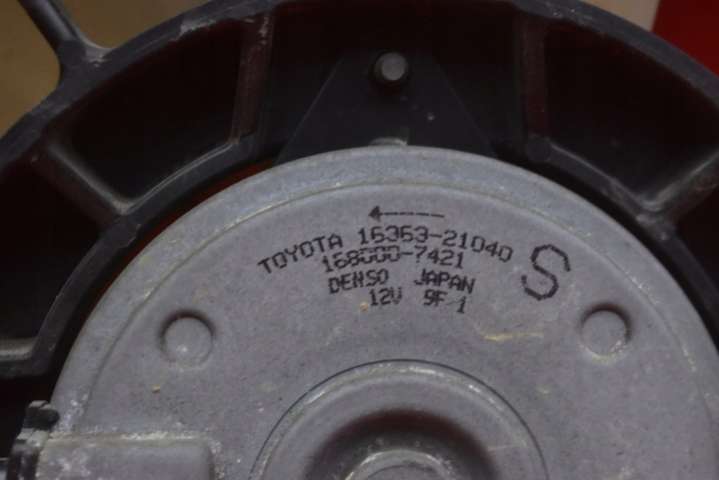 TOYOTA 16363-21040
168000-7421
DENSO JAPAN
12V 9F 1
S